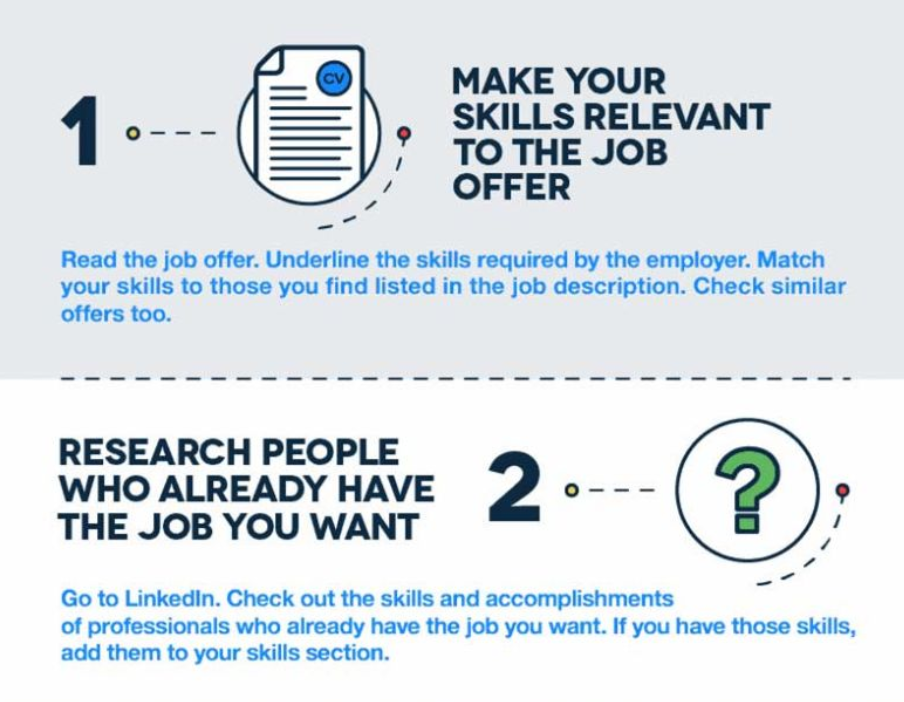 1
CV
MAKE YOUR
SKILLS RELEVANT
TO THE JOB
OFFER
Read the job offer. Underline the skills required by the employer. Match
your skills to those you find listed in the job description. Check similar
offers too.
RESEARCH PEOPLE
WHO ALREADY HAVE
THE JOB YOU WANT
2
?
Go to LinkedIn. Check out the skills and accomplishments
of professionals who already have the job you want. If you have those skills,
add them to your skills section.